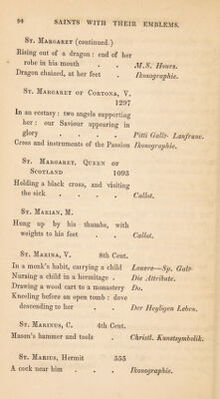 94 SAINTS WITH THEIR EMBLEMS.
ST. MARGARET (continued.)
Rising out of a dragon: end of her
robe in his mouth . . M.S. Hours.
Dragon chained, at her feet . Ikonographie.
ST. MARGARET OF CORTONA, V.
1297
In an ecstasy: two angels supporting
her: our Saviour appearing in
glory . . . . Pitti Gally. Lanfranc.
Cross and instruments of the Passion Ikonographie.
ST. MARGARET, QUEEN OF
SCOTLAND 1093
Holding a black cross, and visiting
the sick . . . . Callot.
ST. MARIAN, M.
Hung up by his thumbs, with
weights to his feet . . Callot.
ST. MARINA, V. 8th Cent.
In a monk's habit, carrying a child Louvre—Sp. Gall.
Nursing a child in a hermitage . Die Attribute.
Drawing a wood cart to a monastery Do.
Kneeling before an open tomb: dove
descending to her . . Der Heyligen Leben.
ST. MARINUS, C. 4th Cent.
Mason's hammer and tools . Christl. Kunstsymbolik.
ST. MARIUS, Hermit 555
A cock near him . . . Ikonographie.